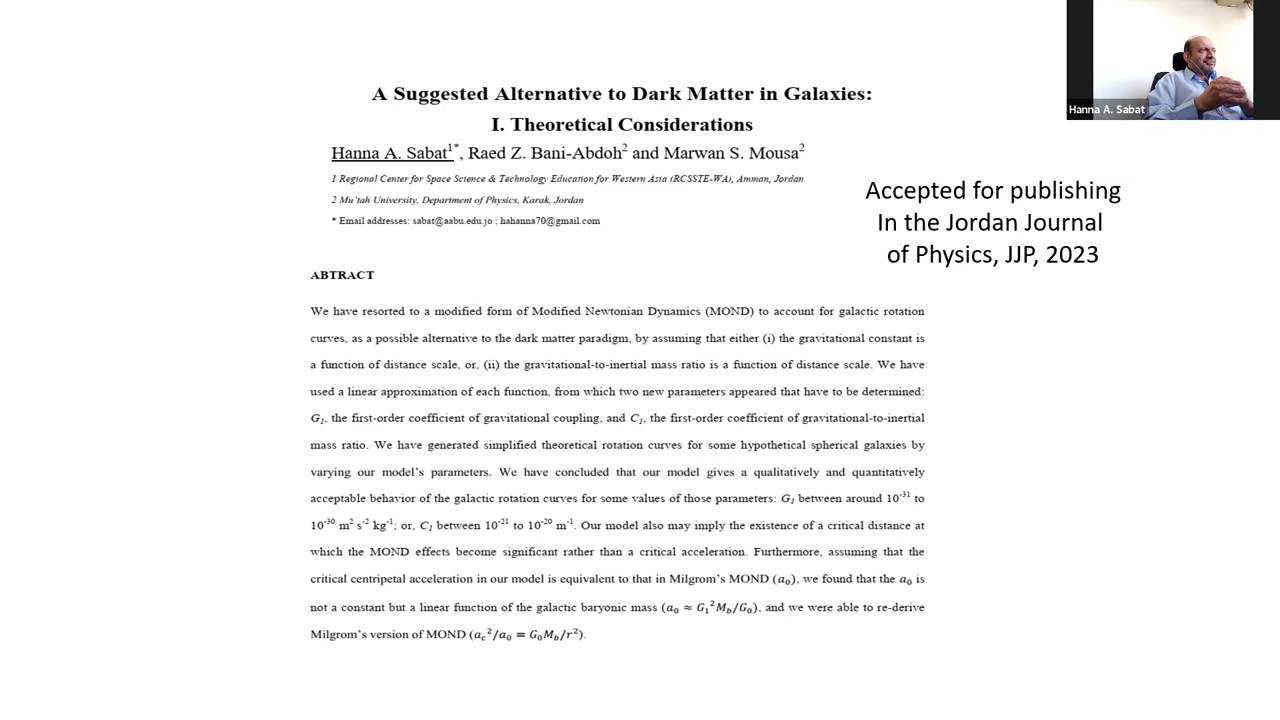 A Suggested Alternative to Dark Matter in Galaxies:
I. Theoretical Considerations
Hanna A. Sabat¹*, Raed Z. Bani-Abdoh² and Marwan S. Mousa²
1 Regional Center for Space Science & Technology Education for Western Asia (RCSSTE-WA), Amman, Jordan
2 Mu'tah University, Department of Physics, Karak, Jordan
* Email addresses: sabat@aabu.edu.jo ; hahanna70@gmail.com
ABTRACT
We have resorted to a modified form of Modified Newtonian Dynamics (MOND) to account for galactic rotation
curves, as a possible alternative to the dark matter paradigm, by assuming that either (i) the gravitational constant is
a function of distance scale, or, (ii) the gravitational-to-inertial mass ratio is a function of distance scale. We have
used a linear approximation of each function, from which two new parameters appeared that have to be determined:
G₁, the first-order coefficient of gravitational coupling, and C₁, the first-order coefficient of gravitational-to-inertial
mass ratio. We have generated simplified theoretical rotation curves for some hypothetical spherical galaxies by
varying our model's parameters. We have concluded that our model gives a qualitatively and quantitatively
acceptable behavior of the galactic rotation curves for some values of those parameters: G₁ between around 10⁻³¹ to
10⁻³⁰ m² s⁻² kg⁻¹; or, C₁ between 10⁻²¹ to 10⁻²⁰ m⁻¹. Our model also may imply the existence of a critical distance at
which the MOND effects become significant rather than a critical acceleration. Furthermore, assuming that the
critical centripetal acceleration in our model is equivalent to that in Milgrom's MOND (a₀), we found that the a₀ is
not a constant but a linear function of the galactic baryonic mass (a₀ ≈ G₁²M_b/G₀), and we were able to re-derive
Milgrom's version of MOND (a_c²/a₀ = G₀M_b/r²).
Accepted for publishing
In the Jordan Journal
of Physics, JJP, 2023
Hanna A. Sabat